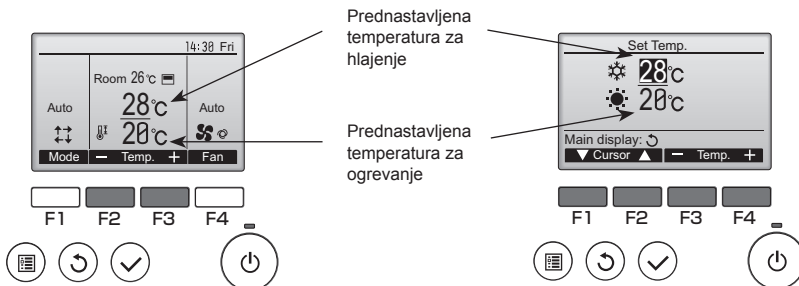 14:30 Fri
Room 26°C
Auto
28°C
Auto
20°C
Mode
− Temp. +
Fan
F1
F2
F3
F4
Prednastavljena
temperatura za
hlajenje
Prednastavljena
temperatura za
ogrevanje
Set Temp.
28°C
20°C
Main display:
▼ Cursor ▲
− Temp. +
F1
F2
F3
F4